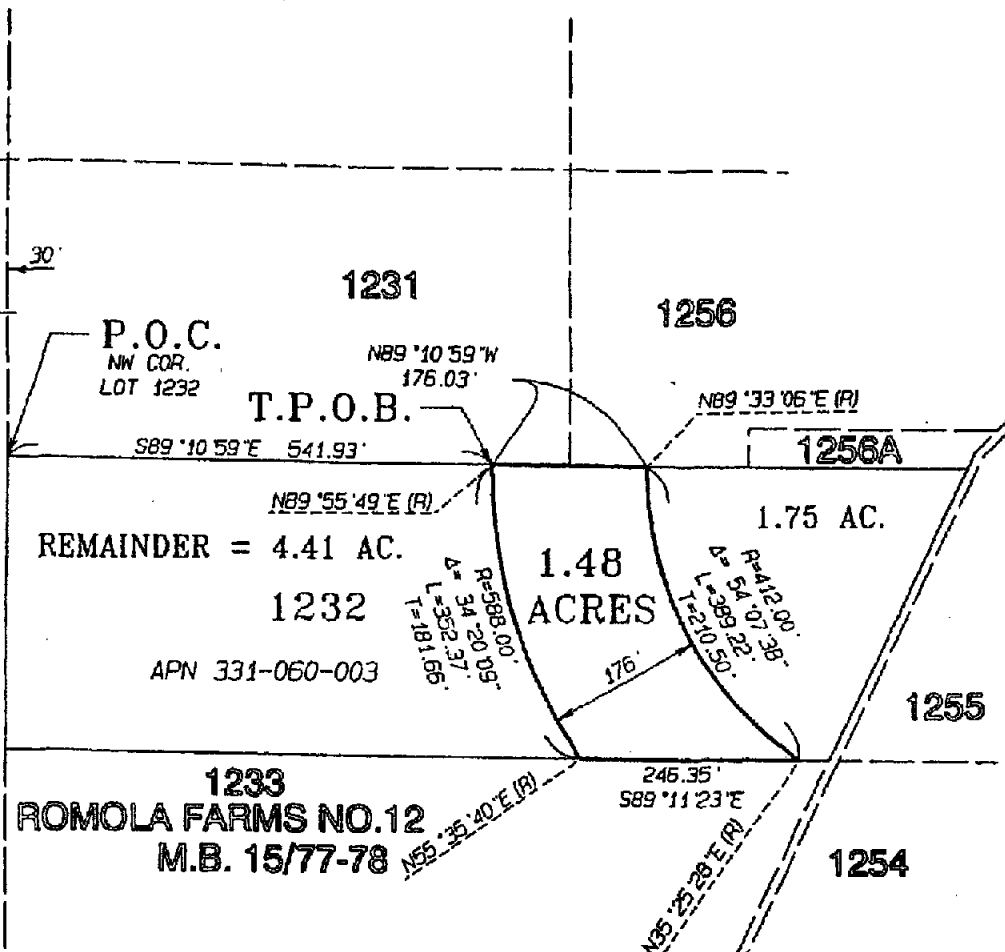 30'
1231
1256
P.O.C.
NW COR.
LOT 1232
N89°10'59"W
176.03'
T.P.O.B.
N89°33'06"E (R)
S89°10'59"E 541.93'
1256A
N89°55'49"E (R)
1.75 AC.
REMAINDER = 4.41 AC.
1.48
ACRES
1232
R=588.00'
Δ= 34°20'09"
L=352.37'
T=181.66'
R=412.00'
Δ= 54°07'38"
L=389.22'
T=210.50'
APN 331-060-003
176'
1255
1233
ROMOLA FARMS NO.12
M.B. 15/77-78
N55°35'40"E (R)
246.35'
S89°11'23"E
N35°25'28"E (R)
1254